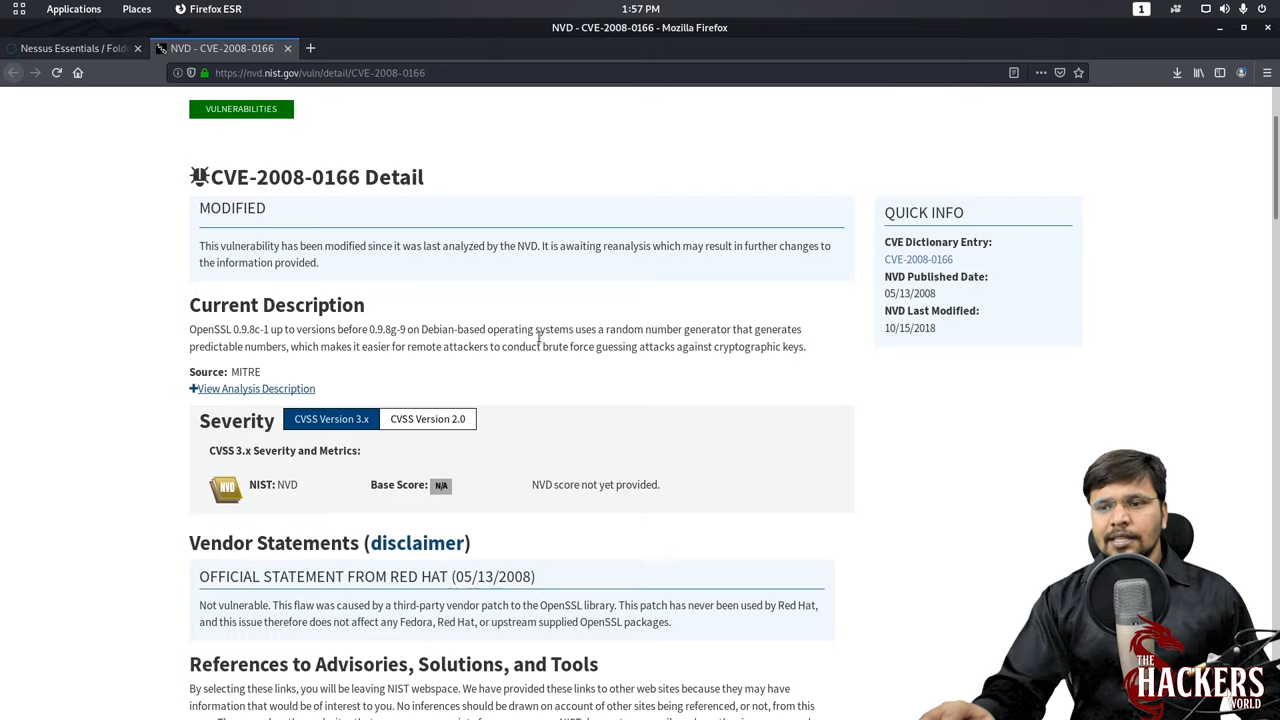 Applications
Places
Firefox ESR
1:57 PM
1
NVD - CVE-2008-0166 - Mozilla Firefox
Nessus Essentials / Fold
NVD - CVE-2008-0166
https://nvd.nist.gov/vuln/detail/CVE-2008-0166
VULNERABILITIES
CVE-2008-0166 Detail
MODIFIED
This vulnerability has been modified since it was last analyzed by the NVD. It is awaiting reanalysis which may result in further changes to
the information provided.
QUICK INFO
CVE Dictionary Entry:
CVE-2008-0166
NVD Published Date:
05/13/2008
NVD Last Modified:
10/15/2018
Current Description
OpenSSL 0.9.8c-1 up to versions before 0.9.8g-9 on Debian-based operating systems uses a random number generator that generates
predictable numbers, which makes it easier for remote attackers to conduct brute force guessing attacks against cryptographic keys.
Source: MITRE
+View Analysis Description
Severity CVSS Version 3.x CVSS Version 2.0
CVSS 3.x Severity and Metrics:
NVD NIST: NVD Base Score: N/A NVD score not yet provided.
Vendor Statements (disclaimer)
OFFICIAL STATEMENT FROM RED HAT (05/13/2008)
Not vulnerable. This flaw was caused by a third-party vendor patch to the OpenSSL library. This patch has never been used by Red Hat,
and this issue therefore does not affect any Fedora, Red Hat, or upstream supplied OpenSSL packages.
References to Advisories, Solutions, and Tools
By selecting these links, you will be leaving NIST webspace. We have provided these links to other web sites because they may have
information that would be of interest to you. No inferences should be drawn on account of other sites being referenced, or not, from this
THE
HACKERS
WORLD